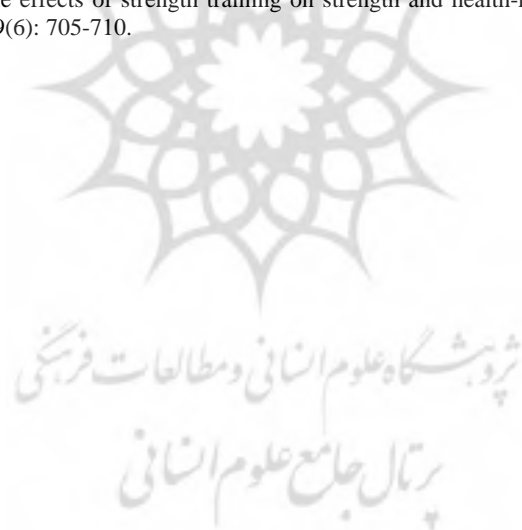 e effects of strength training on strength and health-
9(6): 705-710.
پژوهشگاه علوم انسانی و مطالعات فرهنگی
پرتال جامع علوم انسانی